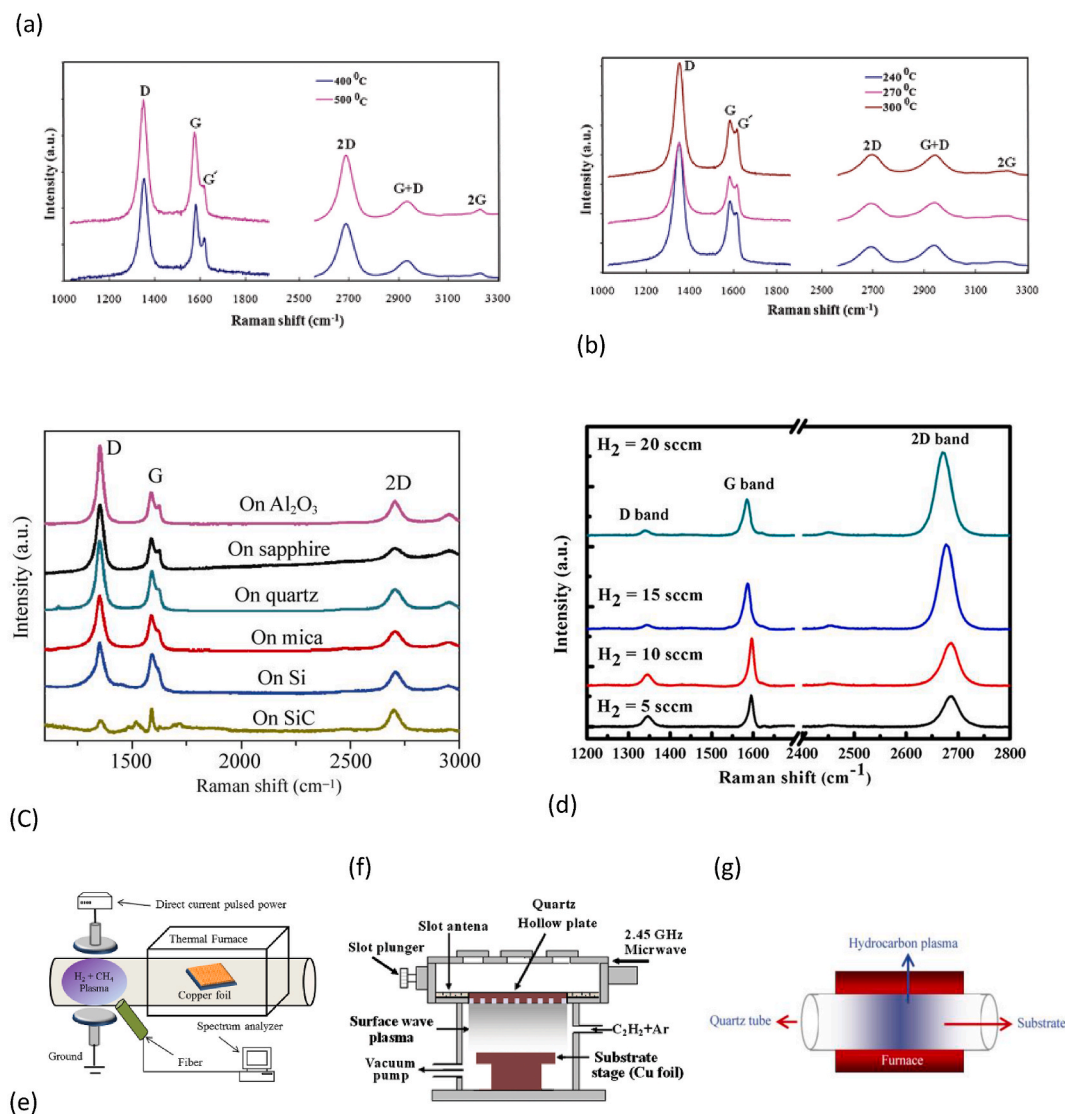 (a)
D
G
G´
400 ⁰C
500 ⁰C
2D
G+D
2G
Intensity (a.u.)
1000 1200 1400 1600 1800 2500 2700 2900 3100 3300
Raman shift (cm⁻¹)
D
G
G´
240 ⁰C
270 ⁰C
300 ⁰C
2D
G+D
2G
Intensity (a.u.)
1000 1200 1400 1600 1800 2500 2700 2900 3100 3300
Raman shift (cm⁻¹)
(b)
D
G
2D
On Al₂O₃
On sapphire
On quartz
On mica
On Si
On SiC
Intensity (a.u.)
1500 2000 2500 3000
Raman shift (cm⁻¹)
(C)
H₂ = 20 sccm
2D band
G band
D band
H₂ = 15 sccm
H₂ = 10 sccm
H₂ = 5 sccm
Intensity (a.u.)
1200 1300 1400 1500 1600 2400 2500 2600 2700 2800
Raman shift (cm⁻¹)
(d)
Direct current pulsed power
Thermal Furnace
H₂ + CH₄
Plasma
Copper foil
Spectrum analyzer
Fiber
Ground
(e)
(f)
Quartz
Hollow plate
Slot antena
Slot plunger
2.45 GHz
Micrwave
Surface wave
plasma
C₂H₂+Ar
Vacuum
pump
Substrate
stage (Cu foil)
(g)
Hydrocarbon plasma
Quartz tube
Substrate
Furnace